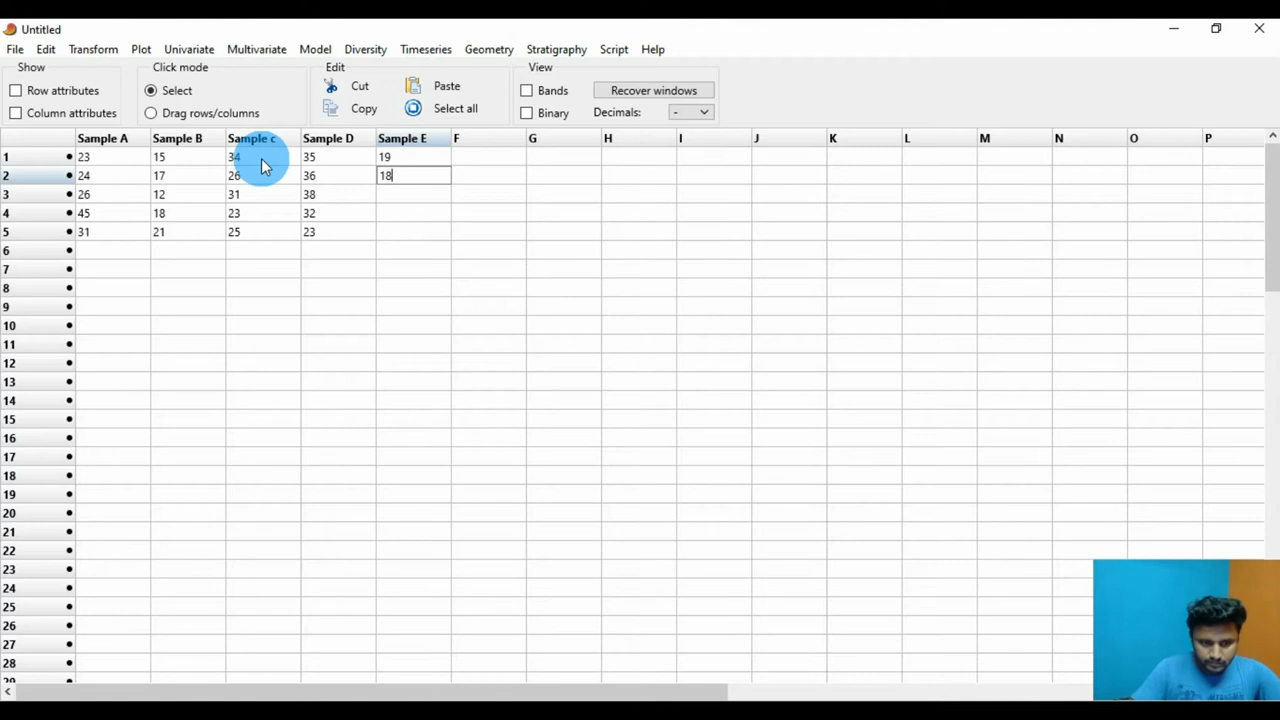 Untitled
File Edit Transform Plot Univariate Multivariate Model Diversity Timeseries Geometry Stratigraphy Script Help
Show Click mode Edit View
Row attributes Select Cut Paste Bands Recover windows
Column attributes Drag rows/columns Copy Select all Binary Decimals: -
Sample A Sample B Sample c Sample D Sample E F G H I J K L M N O P
1 23 15 34 35 19
2 24 17 26 36 18
3 26 12 31 38
4 45 18 23 32
5 31 21 25 23
6
7
8
9
10
11
12
13
14
15
16
17
18
19
20
21
22
23
24
25
26
27
28